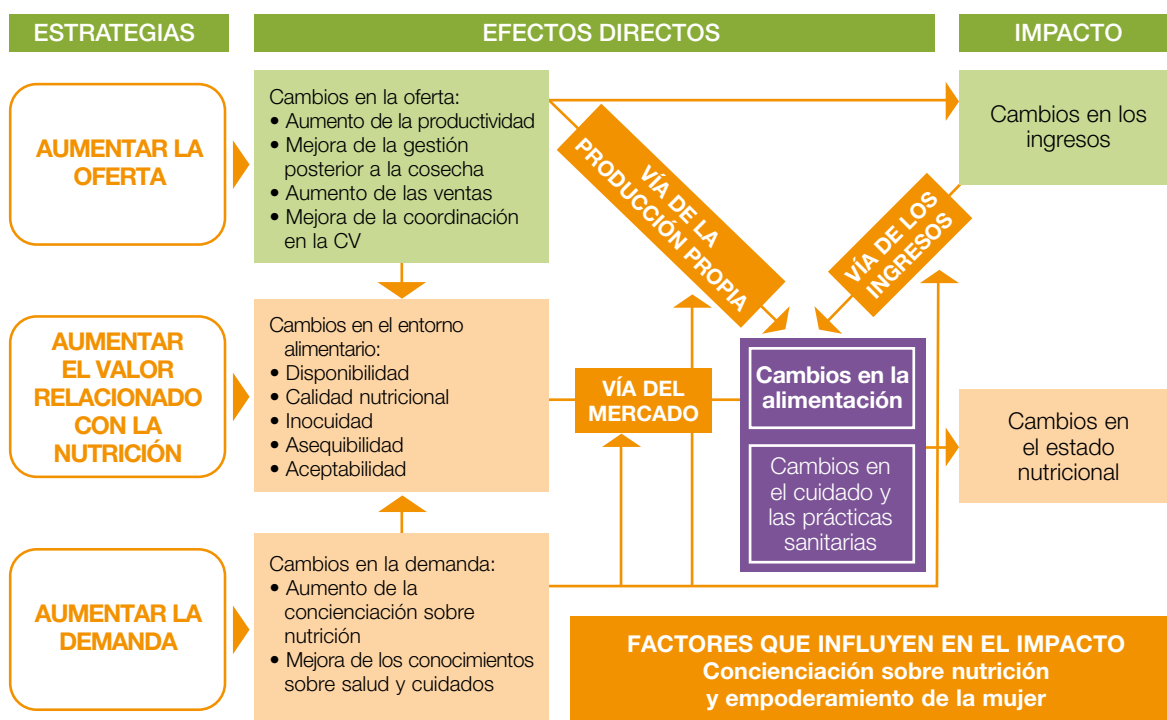 ESTRATEGIAS
EFECTOS DIRECTOS
IMPACTO
AUMENTAR LA
OFERTA
Cambios en la oferta:
• Aumento de la productividad
• Mejora de la gestión
posterior a la cosecha
• Aumento de las ventas
• Mejora de la coordinación
en la CV
VÍA DE LA
PRODUCCIÓN PROPIA
VÍA DE LOS
INGRESOS
Cambios en los
ingresos
AUMENTAR
EL VALOR
RELACIONADO
CON LA
NUTRICIÓN
Cambios en el entorno
alimentario:
• Disponibilidad
• Calidad nutricional
• Inocuidad
• Asequibilidad
• Aceptabilidad
VÍA DEL
MERCADO
Cambios en la
alimentación
Cambios en
el cuidado y
las prácticas
sanitarias
Cambios en
el estado
nutricional
AUMENTAR LA
DEMANDA
Cambios en la demanda:
• Aumento de la
concienciación sobre
nutrición
• Mejora de los conocimientos
sobre salud y cuidados
FACTORES QUE INFLUYEN EN EL IMPACTO
Concienciación sobre nutrición
y empoderamiento de la mujer